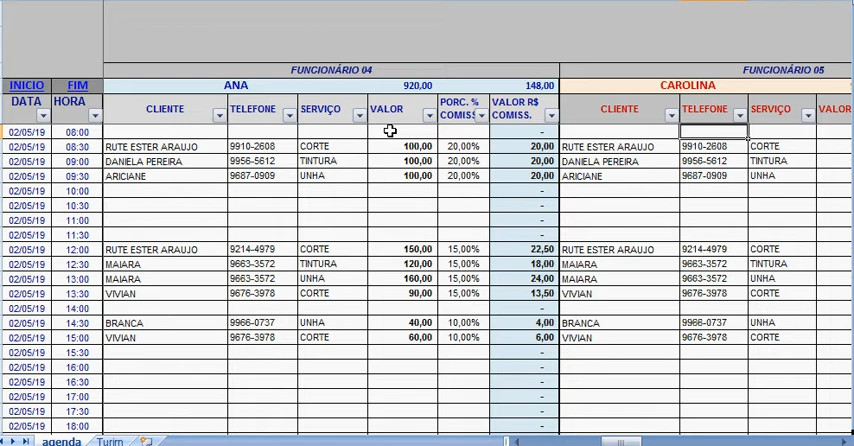 FUNCIONÁRIO 04 FUNCIONÁRIO 05
INICIO FIM ANA 920,00 148,00 CAROLINA
DATA HORA CLIENTE TELEFONE SERVIÇO VALOR PORC. % COMISS. VALOR R$ COMISS. CLIENTE TELEFONE SERVIÇO VALOR
02/05/19 08:00 -
02/05/19 08:30 RUTE ESTER ARAUJO 9910-2608 CORTE 100,00 20,00% 20,00 RUTE ESTER ARAUJO 9910-2608 CORTE
02/05/19 09:00 DANIELA PEREIRA 9956-5612 TINTURA 100,00 20,00% 20,00 DANIELA PEREIRA 9956-5612 TINTURA
02/05/19 09:30 ARICIANE 9687-0909 UNHA 100,00 20,00% 20,00 ARICIANE 9687-0909 UNHA
02/05/19 10:00 -
02/05/19 10:30 -
02/05/19 11:00 -
02/05/19 11:30 -
02/05/19 12:00 RUTE ESTER ARAUJO 9214-4979 CORTE 150,00 15,00% 22,50 RUTE ESTER ARAUJO 9214-4979 CORTE
02/05/19 12:30 MAIARA 9663-3572 TINTURA 120,00 15,00% 18,00 MAIARA 9663-3572 TINTURA
02/05/19 13:00 MAIARA 9663-3572 UNHA 160,00 15,00% 24,00 MAIARA 9663-3572 UNHA
02/05/19 13:30 VIVIAN 9676-3978 CORTE 90,00 15,00% 13,50 VIVIAN 9676-3978 CORTE
02/05/19 14:00 -
02/05/19 14:30 BRANCA 9966-0737 UNHA 40,00 10,00% 4,00 BRANCA 9966-0737 UNHA
02/05/19 15:00 VIVIAN 9676-3978 CORTE 60,00 10,00% 6,00 VIVIAN 9676-3978 CORTE
02/05/19 15:30 -
02/05/19 16:00 -
02/05/19 16:30 -
02/05/19 17:00 -
02/05/19 17:30 -
02/05/19 18:00 -
agenda Turim